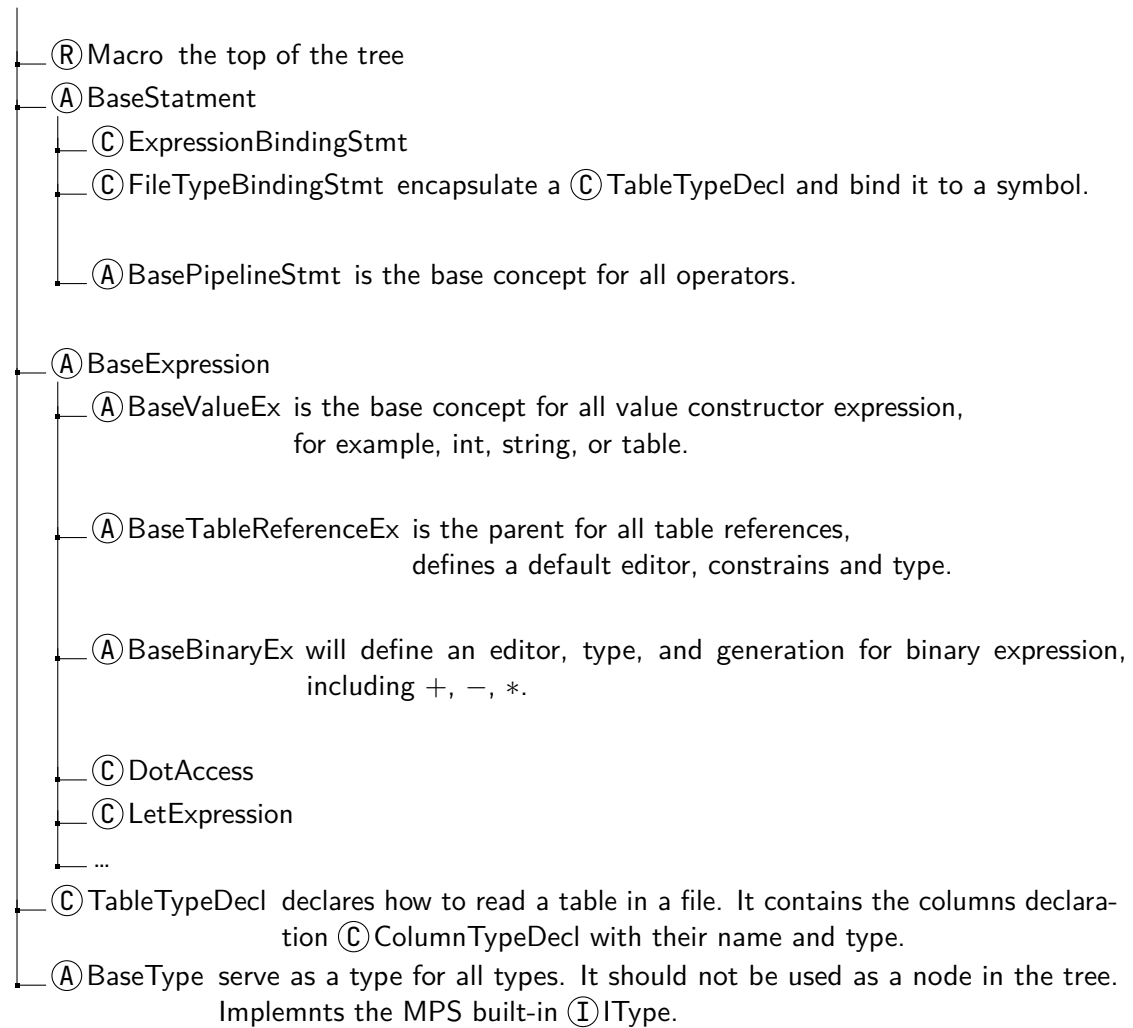 Ⓡ Macro the top of the tree
Ⓐ BaseStatment
Ⓒ ExpressionBindingStmt
Ⓒ FileTypeBindingStmt encapsulate a Ⓒ TableTypeDecl and bind it to a symbol.
Ⓐ BasePipelineStmt is the base concept for all operators.
Ⓐ BaseExpression
Ⓐ BaseValueEx is the base concept for all value constructor expression,
for example, int, string, or table.
Ⓐ BaseTableReferenceEx is the parent for all table references,
defines a default editor, constrains and type.
Ⓐ BaseBinaryEx will define an editor, type, and generation for binary expression,
including +, −, ∗.
Ⓒ DotAccess
Ⓒ LetExpression
...
Ⓒ TableTypeDecl declares how to read a table in a file. It contains the columns declara-
tion Ⓒ ColumnTypeDecl with their name and type.
Ⓐ BaseType serve as a type for all types. It should not be used as a node in the tree.
Implemnts the MPS built-in Ⓘ IType.